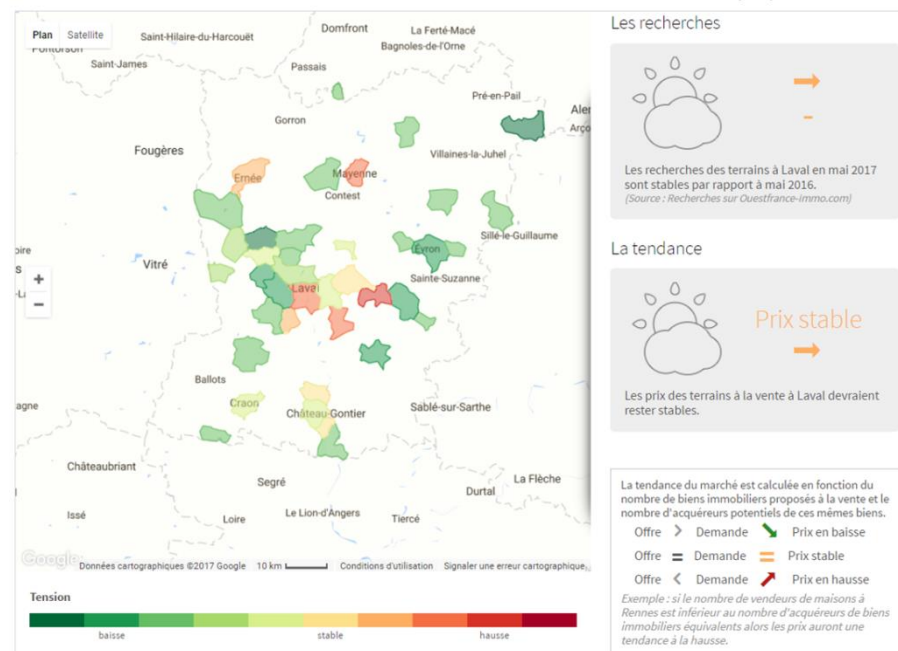 Les recherches
Plan Satellite
Saint-Hilaire-du-Harcouët
Domfront
La Ferté-Macé
Bagnoles-de-l'Orne
Pontorson
Saint-James
Passais
Pré-en-Pail
Gorron
Fougères
Villaines-la-Juhel
Ernée
Mayenne
Contest
Sillé-le-Guillaume
Évron
Vitré
Sainte-Suzanne
Laval
+
−
Ballots
Craon
Château-Gontier
Sablé-sur-Sarthe
Châteaubriant
Segré
La Flèche
Durtal
Issé
Loire
Le Lion-d'Angers
Tiercé
Google
Données cartographiques ©2017 Google 10 km Conditions d'utilisation Signaler une erreur cartographique
Tension
baisse stable hausse
Les recherches des terrains à Laval en mai 2017
sont stables par rapport à mai 2016.
(Source : Recherches sur Ouestfrance-immo.com)
La tendance
Prix stable
Les prix des terrains à la vente à Laval devraient
rester stables.
La tendance du marché est calculée en fonction du
nombre de biens immobiliers proposés à la vente et le
nombre d'acquéreurs potentiels de ces mêmes biens.
Offre > Demande Prix en baisse
Offre = Demande = Prix stable
Offre < Demande Prix en hausse
Exemple : si le nombre de vendeurs de maisons à
Rennes est inférieur au nombre d'acquéreurs de biens
immobiliers équivalents alors les prix auront une
tendance à la hausse.